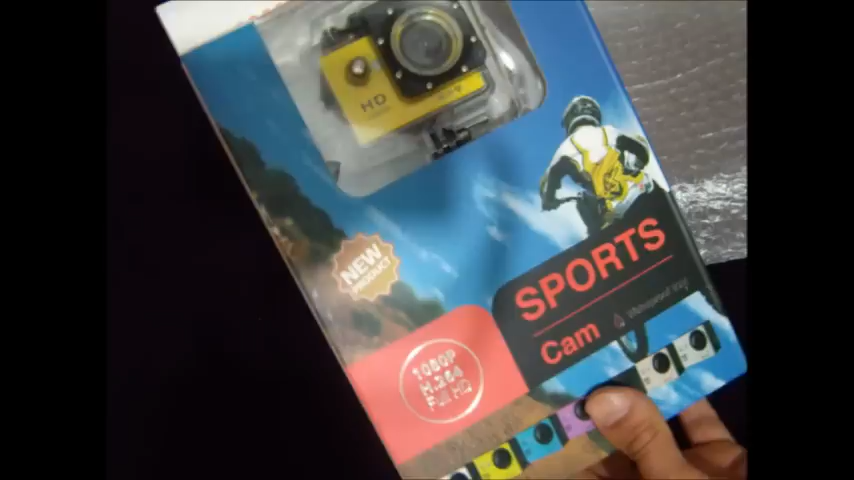 HD
NEW
PRODUCT
SPORTS
Cam
1080P
H.264
Full HD